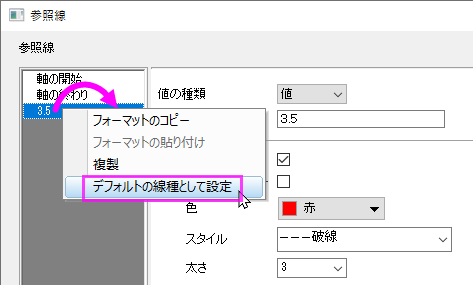 参照線
参照線
軸の開始
軸の終わり
3.5
フォーマットのコピー
フォーマットの貼り付け
複製
デフォルトの線種として設定
値の種類
値
3.5
色
赤
スタイル
---破線
太さ
3